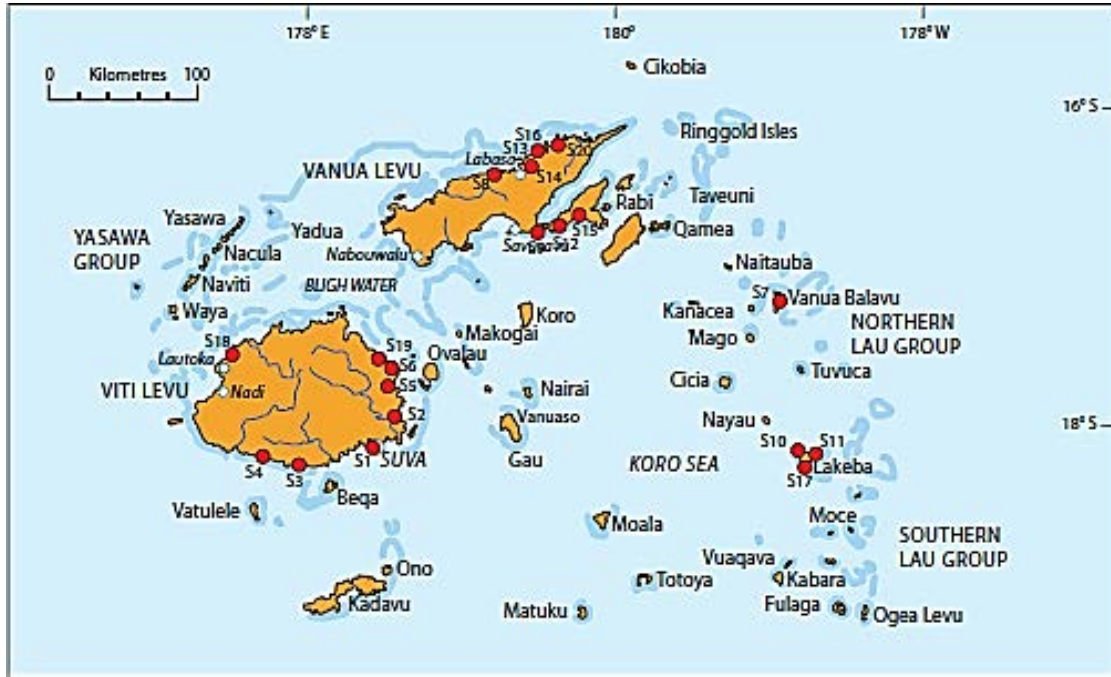 178° E
180°
178° W
0 Kilometres 100
Cikobia
16° S
Ringgold Isles
S16
S13
S20
Labasa
S14
VANUA LEVU
S8
Rabi
Taveuni
Yasawa
Yadua
S15
Qamea
YASAWA
GROUP
Nacula
Nabouwalu
S12
Naitauba
Naviti
BLIGH WATER
S7
Vanua Balavu
Waya
Koro
Kanacea
NORTHERN
LAU GROUP
Makogai
Mago
S18
S19
Lautoka
S6
Ovalau
Tuvuca
VITI LEVU
Nadi
S5
Nairai
Cicia
S2
Vanuaso
Nayau
18° S
S1
SUVA
Gau
KORO SEA
S10
S11
S4
S3
Lakeba
S17
Beqa
Vatulele
Moala
Moce
SOUTHERN
LAU GROUP
Vuaqava
Ono
Totoya
Kabara
Kadavu
Matuku
Fulaga
Ogea Levu